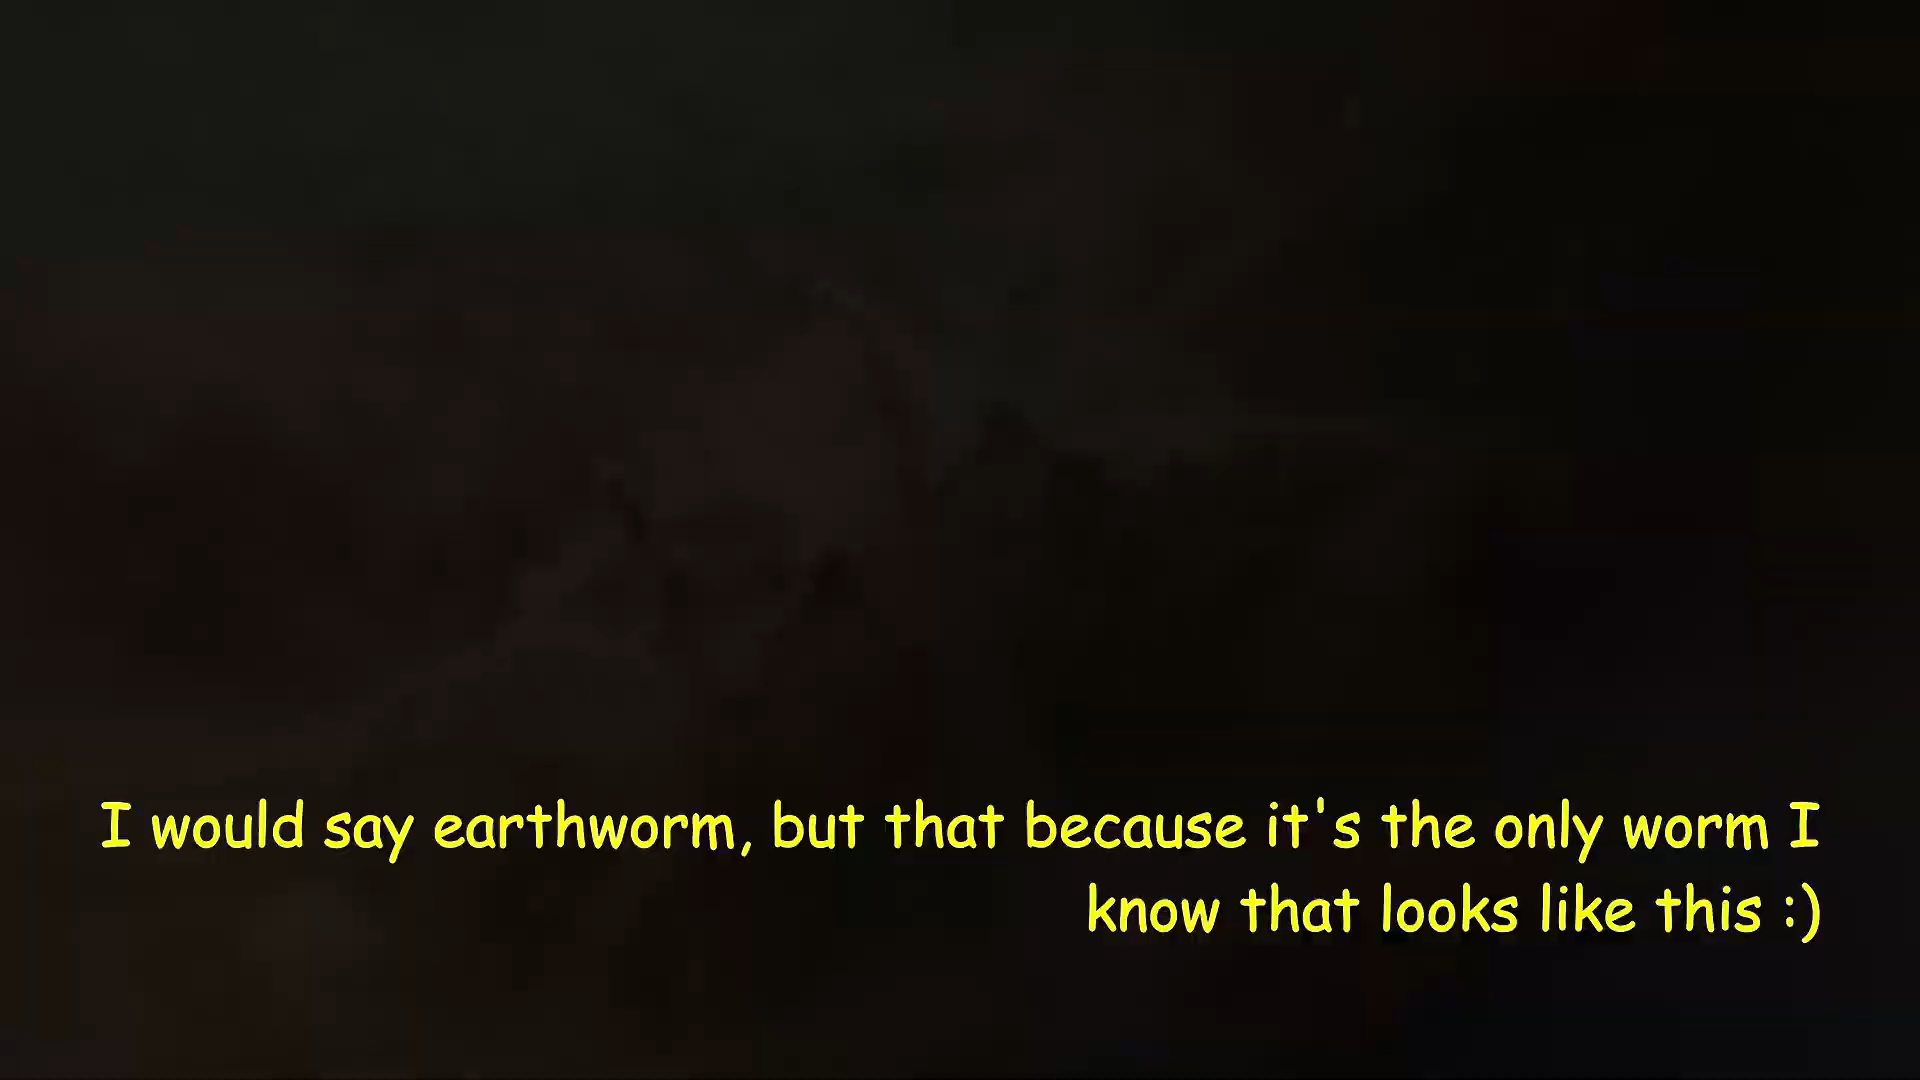 I would say earthworm, but that because it's the only worm I
know that looks like this :)